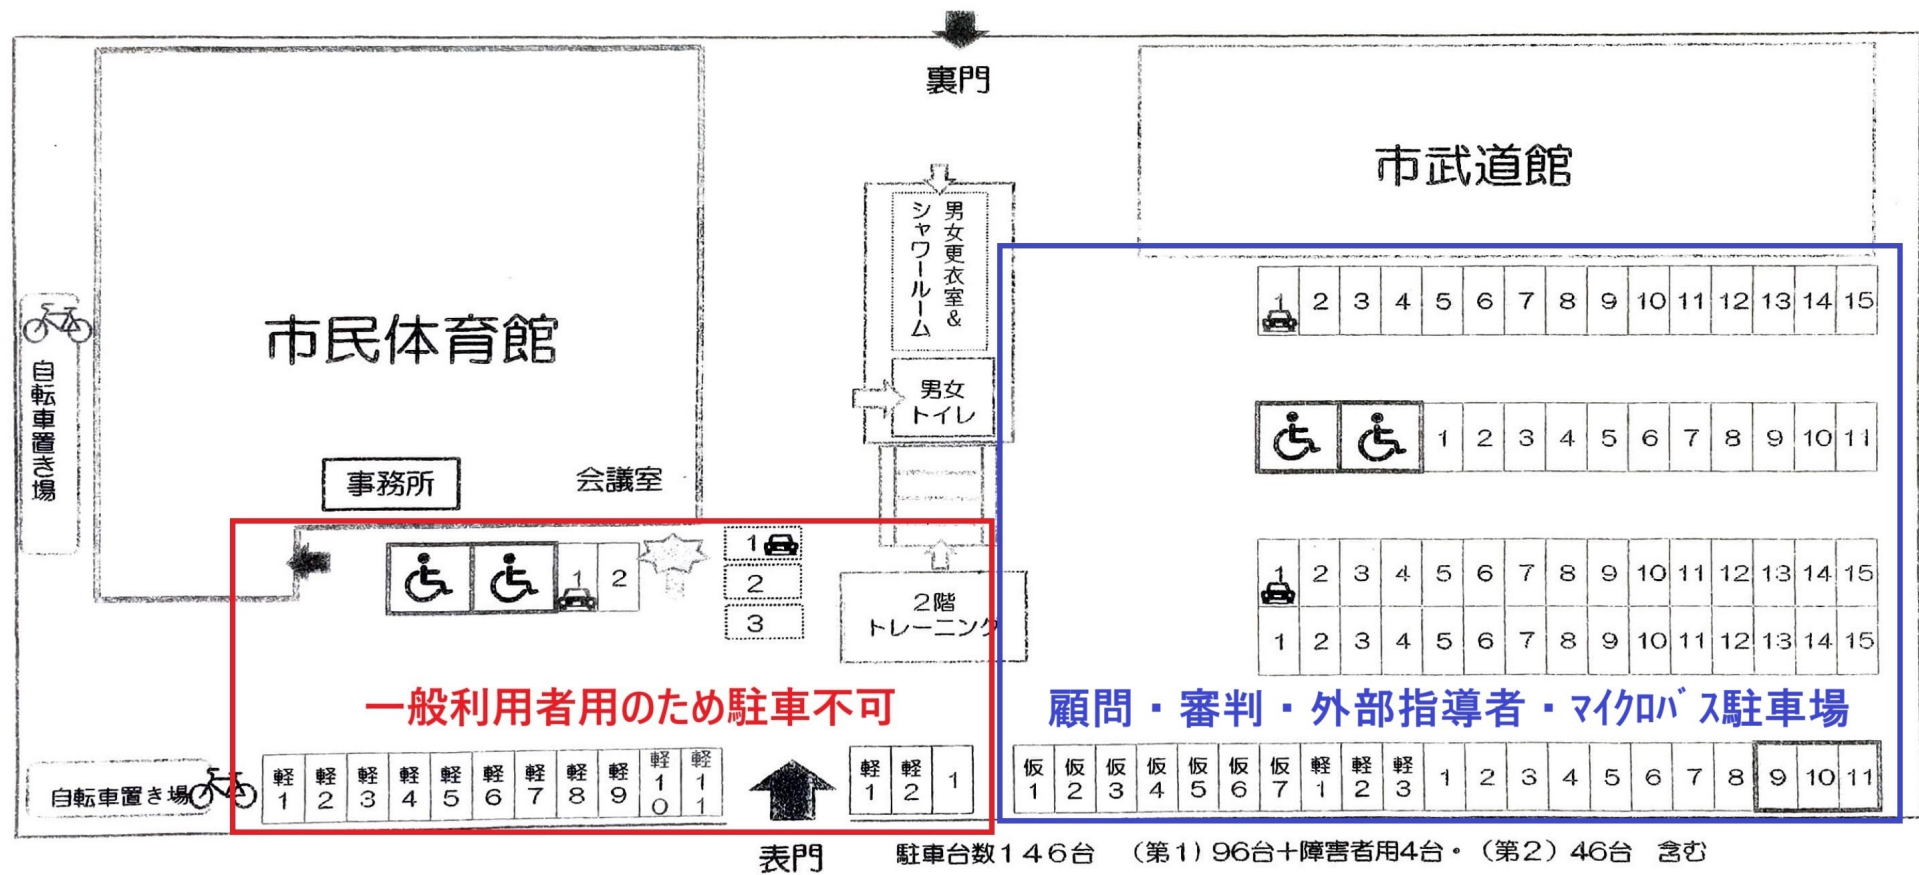 裏門
市武道館
男女更衣室&
シャワールーム
男女
トイレ
市民体育館
自転車置き場
事務所
会議室
1 2 3 4 5 6 7 8 9 10 11 12 13 14 15
1 2 3 4 5 6 7 8 9 10 11
1 2
1
2
3
2階
トレーニング
1 2 3 4 5 6 7 8 9 10 11 12 13 14 15
1 2 3 4 5 6 7 8 9 10 11 12 13 14 15
一般利用者用のため駐車不可
顧問・審判・外部指導者・マイクロバス駐車場
自転車置き場
軽1 軽2 軽3 軽4 軽5 軽6 軽7 軽8 軽9 軽10 軽11
軽1 軽2 1
仮1 仮2 仮3 仮4 仮5 仮6 仮7 軽1 軽2 軽3 1 2 3 4 5 6 7 8 9 10 11
表門
駐車台数146台 (第1)96台+障害者用4台・(第2)46台 含む